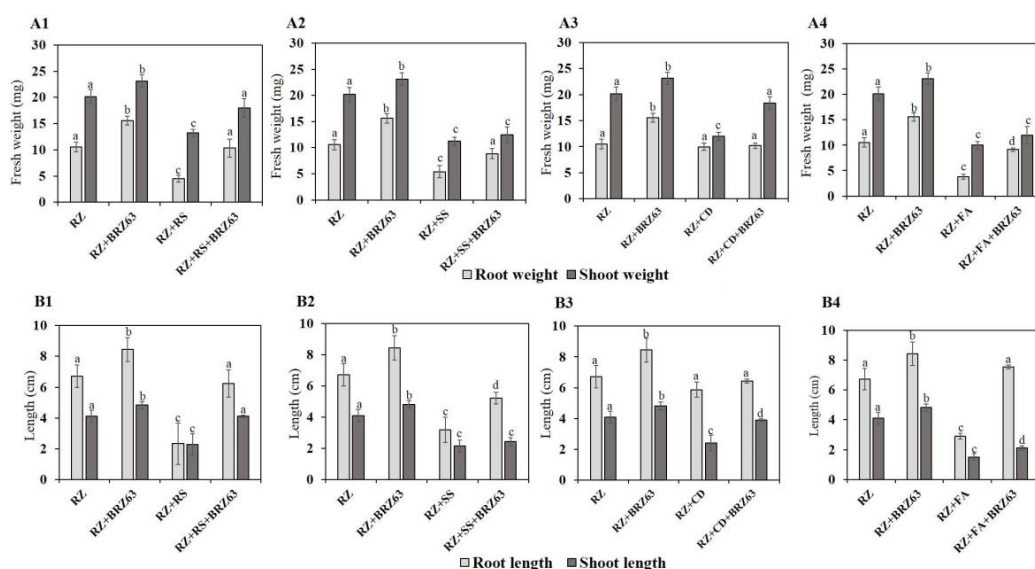 A1
30
25
20
15
10
5
0
Fresh weight (mg)
a a b b c c a a
RZ
RZ+BRZ63
RZ+RS
RZ+RS+BRZ63
A2
30
25
20
15
10
5
0
Fresh weight (mg)
a a b b c c a c
RZ
RZ+BRZ63
RZ+SS
RZ+SS+BRZ63
A3
30
25
20
15
10
5
0
Fresh weight (mg)
a a b b a c a a
RZ
RZ+BRZ63
RZ+CD
RZ+CD+BRZ63
A4
30
25
20
15
10
5
0
Fresh weight (mg)
a a b b c c d c
RZ
RZ+BRZ63
RZ+FA
RZ+FA+BRZ63
Root weight Shoot weight
B1
10
8
6
4
2
0
Length (cm)
a a b b c c a a
RZ
RZ+BRZ63
RZ+RS
RZ+RS+BRZ63
B2
10
8
6
4
2
0
Length (cm)
a a b b c c d c
RZ
RZ+BRZ63
RZ+SS
RZ+SS+BRZ63
B3
10
8
6
4
2
0
Length (cm)
a a b b a c a d
RZ
RZ+BRZ63
RZ+CD
RZ+CD+BRZ63
B4
10
8
6
4
2
0
Length (cm)
a a b b c c a d
RZ
RZ+BRZ63
RZ+FA
RZ+FA+BRZ63
Root length Shoot length